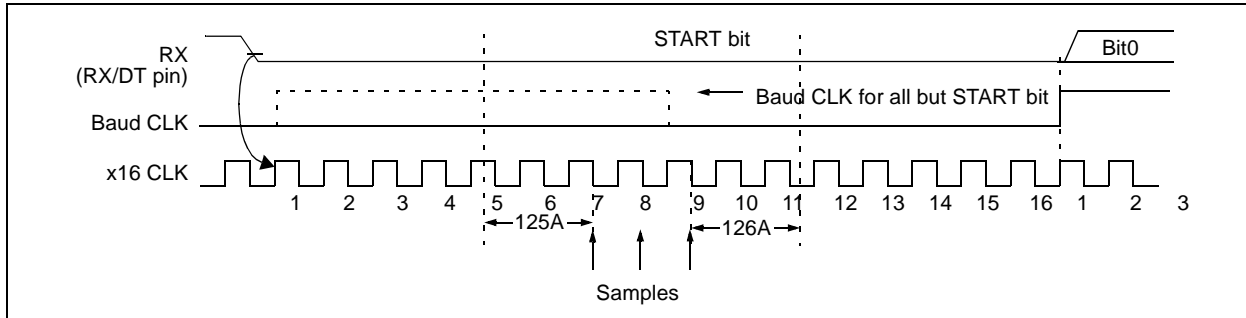 START bit
RX
(RX/DT pin)
Bit0
Baud CLK for all but START bit
Baud CLK
x16 CLK
1 2 3 4 5 6 7 8 9 10 11 12 13 14 15 16 1 2 3
125A 126A
Samples